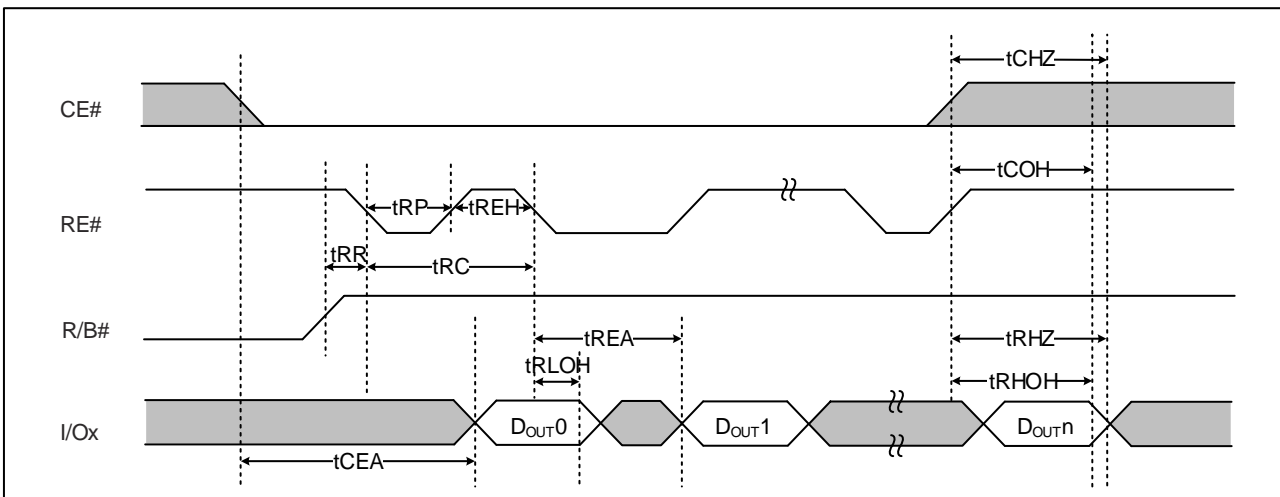 tCHZ
CE#
tCOH
tRP
tREH
RE#
tRR
tRC
R/B#
tREA
tRHZ
tRLOH
tRHOH
I/Ox
DOUT0
DOUT1
DOUTn
tCEA